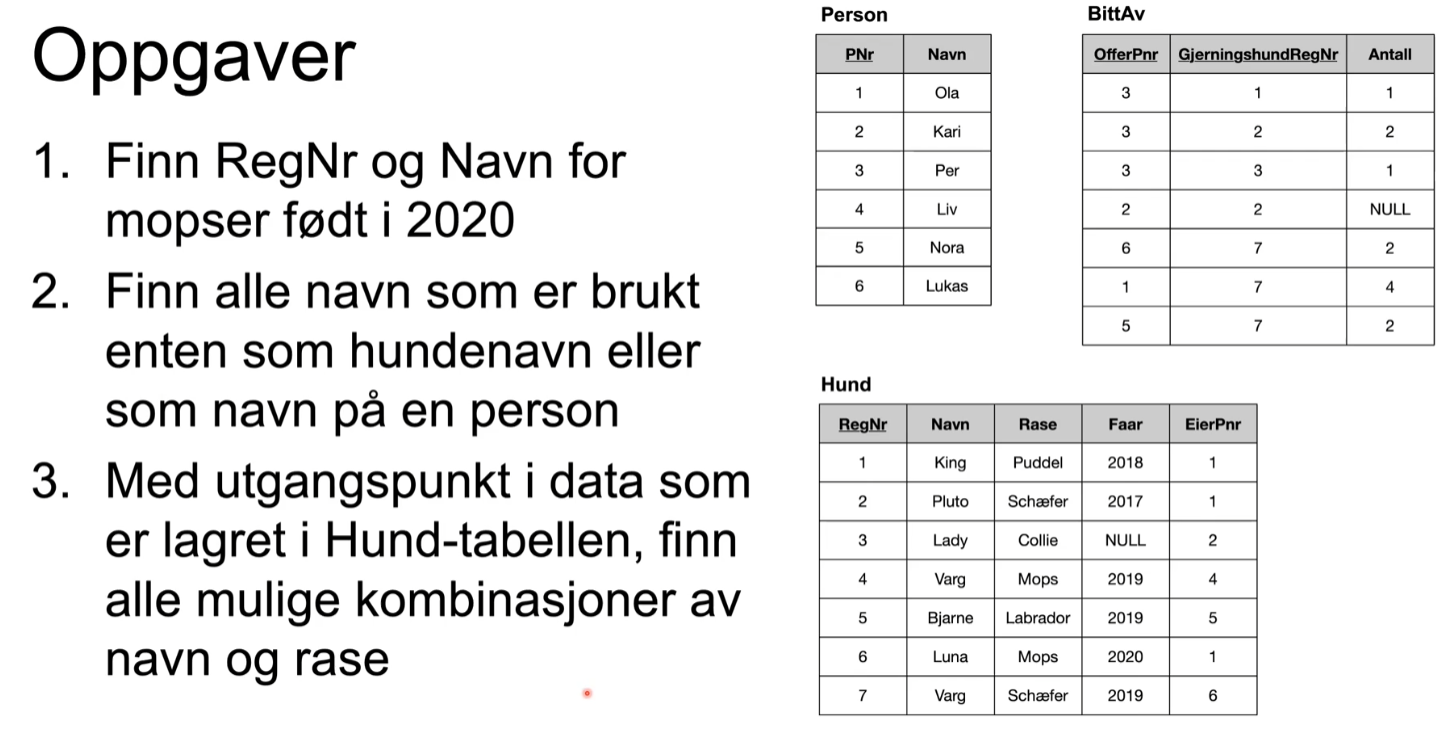 Oppgaver
1. Finn RegNr og Navn for
mopser født i 2020
2. Finn alle navn som er brukt
enten som hundenavn eller
som navn på en person
3. Med utgangspunkt i data som
er lagret i Hund-tabellen, finn
alle mulige kombinasjoner av
navn og rase
Person
PNr Navn
1 Ola
2 Kari
3 Per
4 Liv
5 Nora
6 Lukas
BittAv
OfferPnr GjerningshundRegNr Antall
3 1 1
3 2 2
3 3 1
2 2 NULL
6 7 2
1 7 4
5 7 2
Hund
RegNr Navn Rase Faar EierPnr
1 King Puddel 2018 1
2 Pluto Schæfer 2017 1
3 Lady Collie NULL 2
4 Varg Mops 2019 4
5 Bjarne Labrador 2019 5
6 Luna Mops 2020 1
7 Varg Schæfer 2019 6